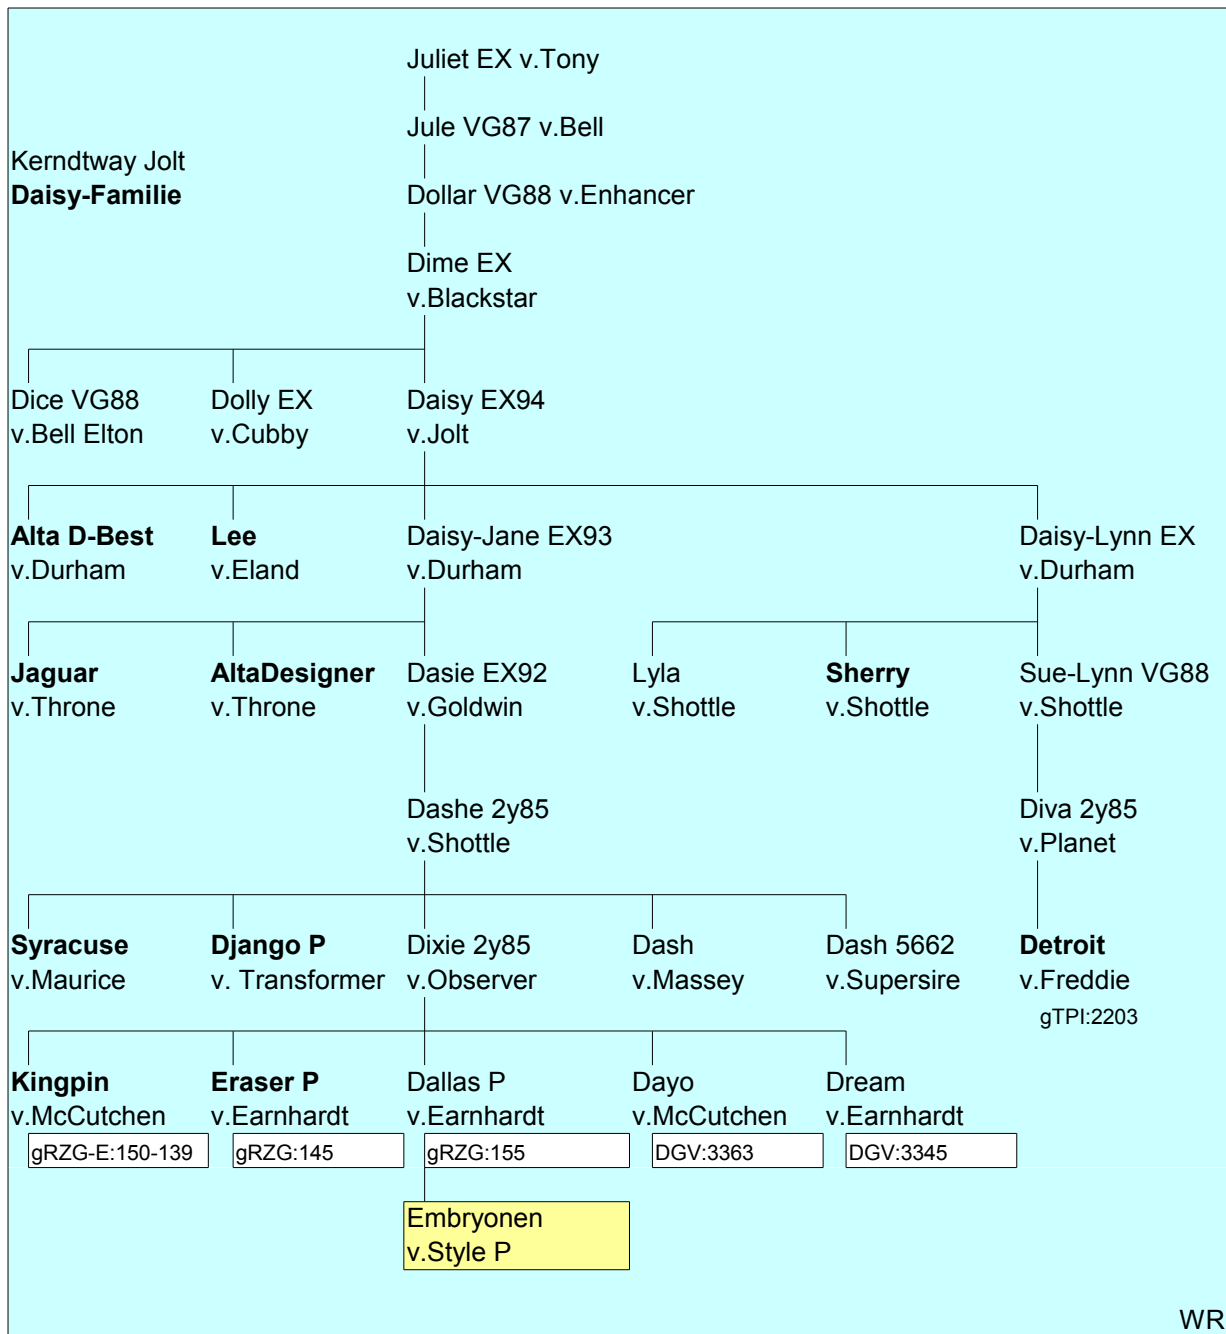 Juliet EX v.Tony
Jule VG87 v.Bell
Kerndtway Jolt
Daisy-Familie
Dollar VG88 v.Enhancer
Dime EX
v.Blackstar
Dice VG88
v.Bell Elton
Dolly EX
v.Cubby
Daisy EX94
v.Jolt
Alta D-Best
v.Durham
Lee
v.Eland
Daisy-Jane EX93
v.Durham
Daisy-Lynn EX
v.Durham
Jaguar
v.Throne
AltaDesigner
v.Throne
Dasie EX92
v.Goldwin
Lyla
v.Shottle
Sherry
v.Shottle
Sue-Lynn VG88
v.Shottle
Dashe 2y85
v.Shottle
Diva 2y85
v.Planet
Syracuse
v.Maurice
Django P
v. Transformer
Dixie 2y85
v.Observer
Dash
v.Massey
Dash 5662
v.Supersire
Detroit
v.Freddie
gTPI:2203
Kingpin
v.McCutchen
gRZG-E:150-139
Eraser P
v.Earnhardt
gRZG:145
Dallas P
v.Earnhardt
gRZG:155
Dayo
v.McCutchen
DGV:3363
Dream
v.Earnhardt
DGV:3345
Embryonen
v.Style P
WR